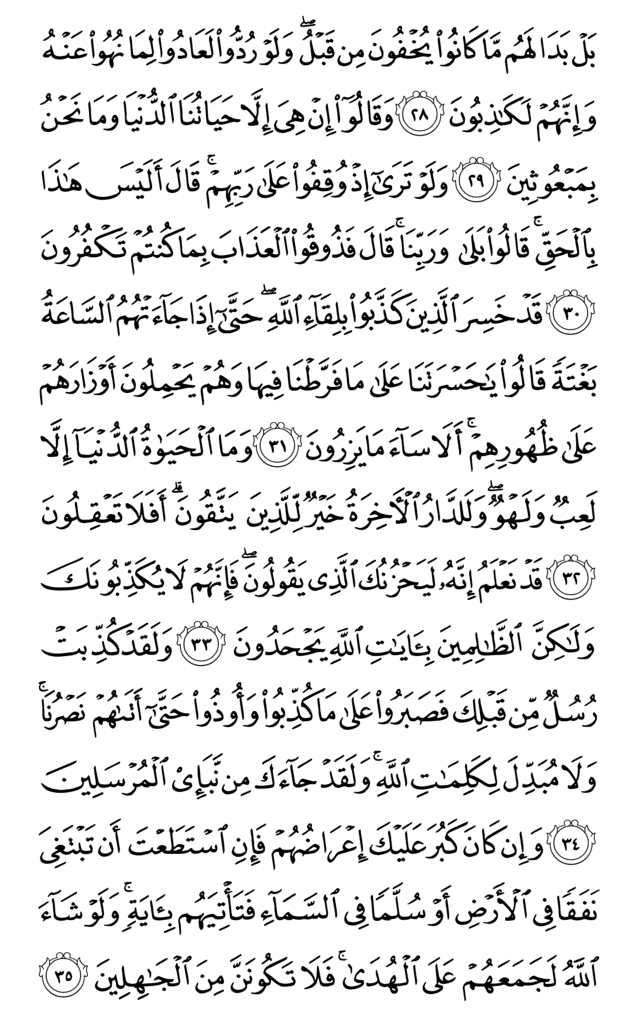 بَلۡ بَدَا لَهُم مَّا كَانُواْ يُخۡفُونَ مِن قَبۡلُۖ وَلَوۡ رُدُّواْ لَعَادُواْ لِمَا نُهُواْ عَنۡهُ
وَإِنَّهُمۡ لَكَٰذِبُونَ ٢٨ وَقَالُوٓاْ إِنۡ هِيَ إِلَّا حَيَاتُنَا ٱلدُّنۡيَا وَمَا نَحۡنُ
بِمَبۡعُوثِينَ ٢٩ وَلَوۡ تَرَىٰٓ إِذۡ وُقِفُواْ عَلَىٰ رَبِّهِمۡۚ قَالَ أَلَيۡسَ هَٰذَا
بِٱلۡحَقِّۚ قَالُواْ بَلَىٰ وَرَبِّنَاۚ قَالَ فَذُوقُواْ ٱلۡعَذَابَ بِمَا كُنتُمۡ تَكۡفُرُونَ
٣٠ قَدۡ خَسِرَ ٱلَّذِينَ كَذَّبُواْ بِلِقَآءِ ٱللَّهِۖ حَتَّىٰٓ إِذَا جَآءَتۡهُمُ ٱلسَّاعَةُ
بَغۡتَةٗ قَالُواْ يَٰحَسۡرَتَنَا عَلَىٰ مَا فَرَّطۡنَا فِيهَا وَهُمۡ يَحۡمِلُونَ أَوۡزَارَهُمۡ
عَلَىٰ ظُهُورِهِمۡۚ أَلَا سَآءَ مَا يَزِرُونَ ٣١ وَمَا ٱلۡحَيَوٰةُ ٱلدُّنۡيَآ إِلَّا
لَعِبٞ وَلَهۡوٞۖ وَلَلدَّارُ ٱلۡأٓخِرَةُ خَيۡرٞ لِّلَّذِينَ يَتَّقُونَۚ أَفَلَا تَعۡقِلُونَ
٣٢ قَدۡ نَعۡلَمُ إِنَّهُۥ لَيَحۡزُنُكَ ٱلَّذِي يَقُولُونَۖ فَإِنَّهُمۡ لَا يُكَذِّبُونَكَ
وَلَٰكِنَّ ٱلظَّٰلِمِينَ بِـَٔايَٰتِ ٱللَّهِ يَجۡحَدُونَ ٣٣ وَلَقَدۡ كُذِّبَتۡ
رُسُلٞ مِّن قَبۡلِكَ فَصَبَرُواْ عَلَىٰ مَا كُذِّبُواْ وَأُوذُواْ حَتَّىٰٓ أَتَىٰهُمۡ نَصۡرُنَاۚ
وَلَا مُبَدِّلَ لِكَلِمَٰتِ ٱللَّهِۚ وَلَقَدۡ جَآءَكَ مِن نَّبَإِيْ ٱلۡمُرۡسَلِينَ
٣٤ وَإِن كَانَ كَبُرَ عَلَيۡكَ إِعۡرَاضُهُمۡ فَإِنِ ٱسۡتَطَعۡتَ أَن تَبۡتَغِيَ
نَفَقٗا فِي ٱلۡأَرۡضِ أَوۡ سُلَّمٗا فِي ٱلسَّمَآءِ فَتَأۡتِيَهُم بِـَٔايَةٖۚ وَلَوۡ شَآءَ
ٱللَّهُ لَجَمَعَهُمۡ عَلَى ٱلۡهُدَىٰۚ فَلَا تَكُونَنَّ مِنَ ٱلۡجَٰهِلِينَ ٣٥